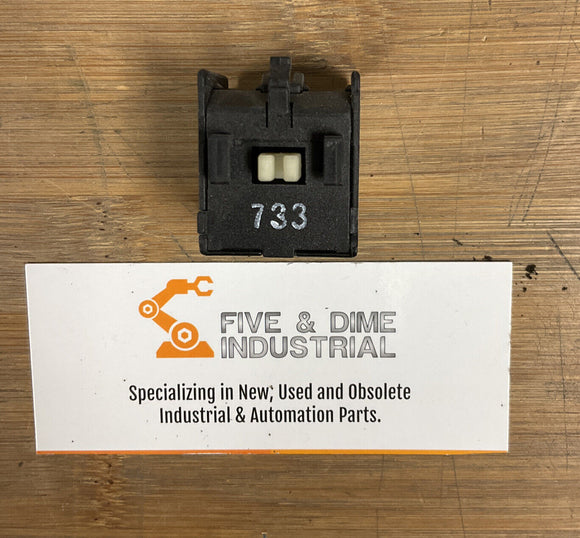 733
FIVE & DIME
INDUSTRIAL
Specializing in New, Used and Obsolete
Industrial & Automation Parts.